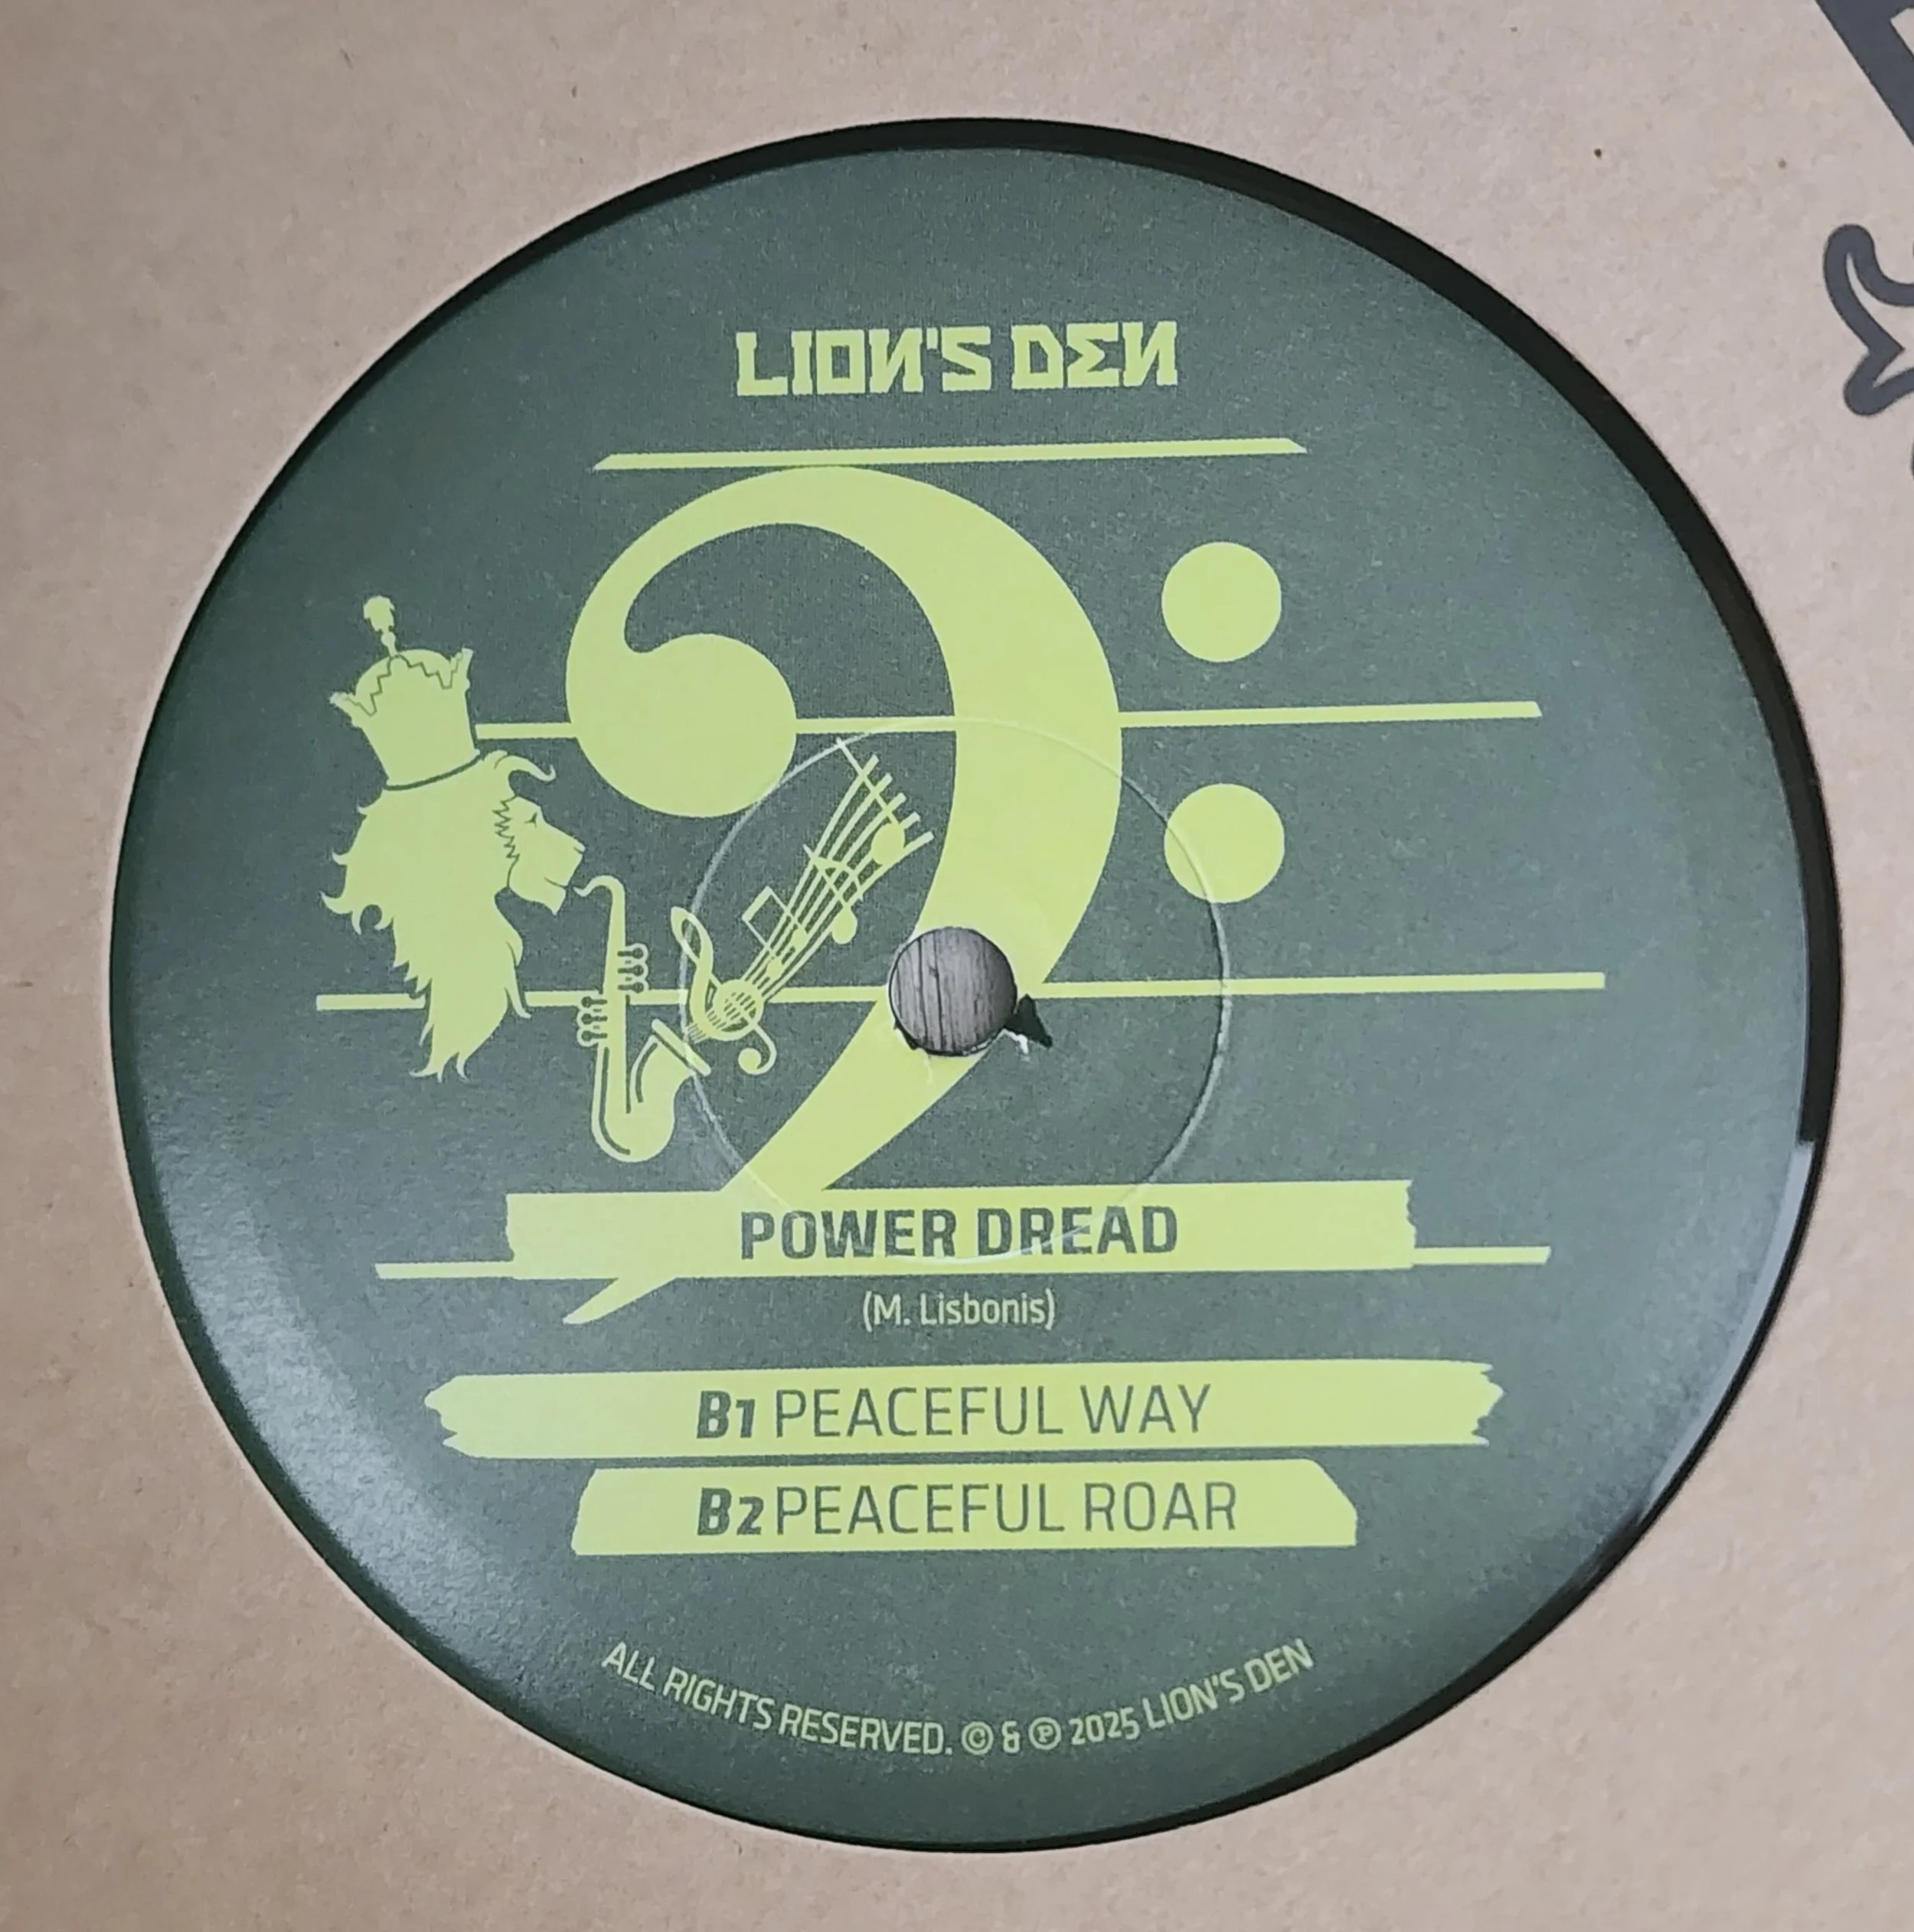 LION'S DEN
POWER DREAD
(M. Lisbonis)
B1 PEACEFUL WAY
B2 PEACEFUL ROAR
ALL RIGHTS RESERVED. © & ℗ 2025 LION'S DEN